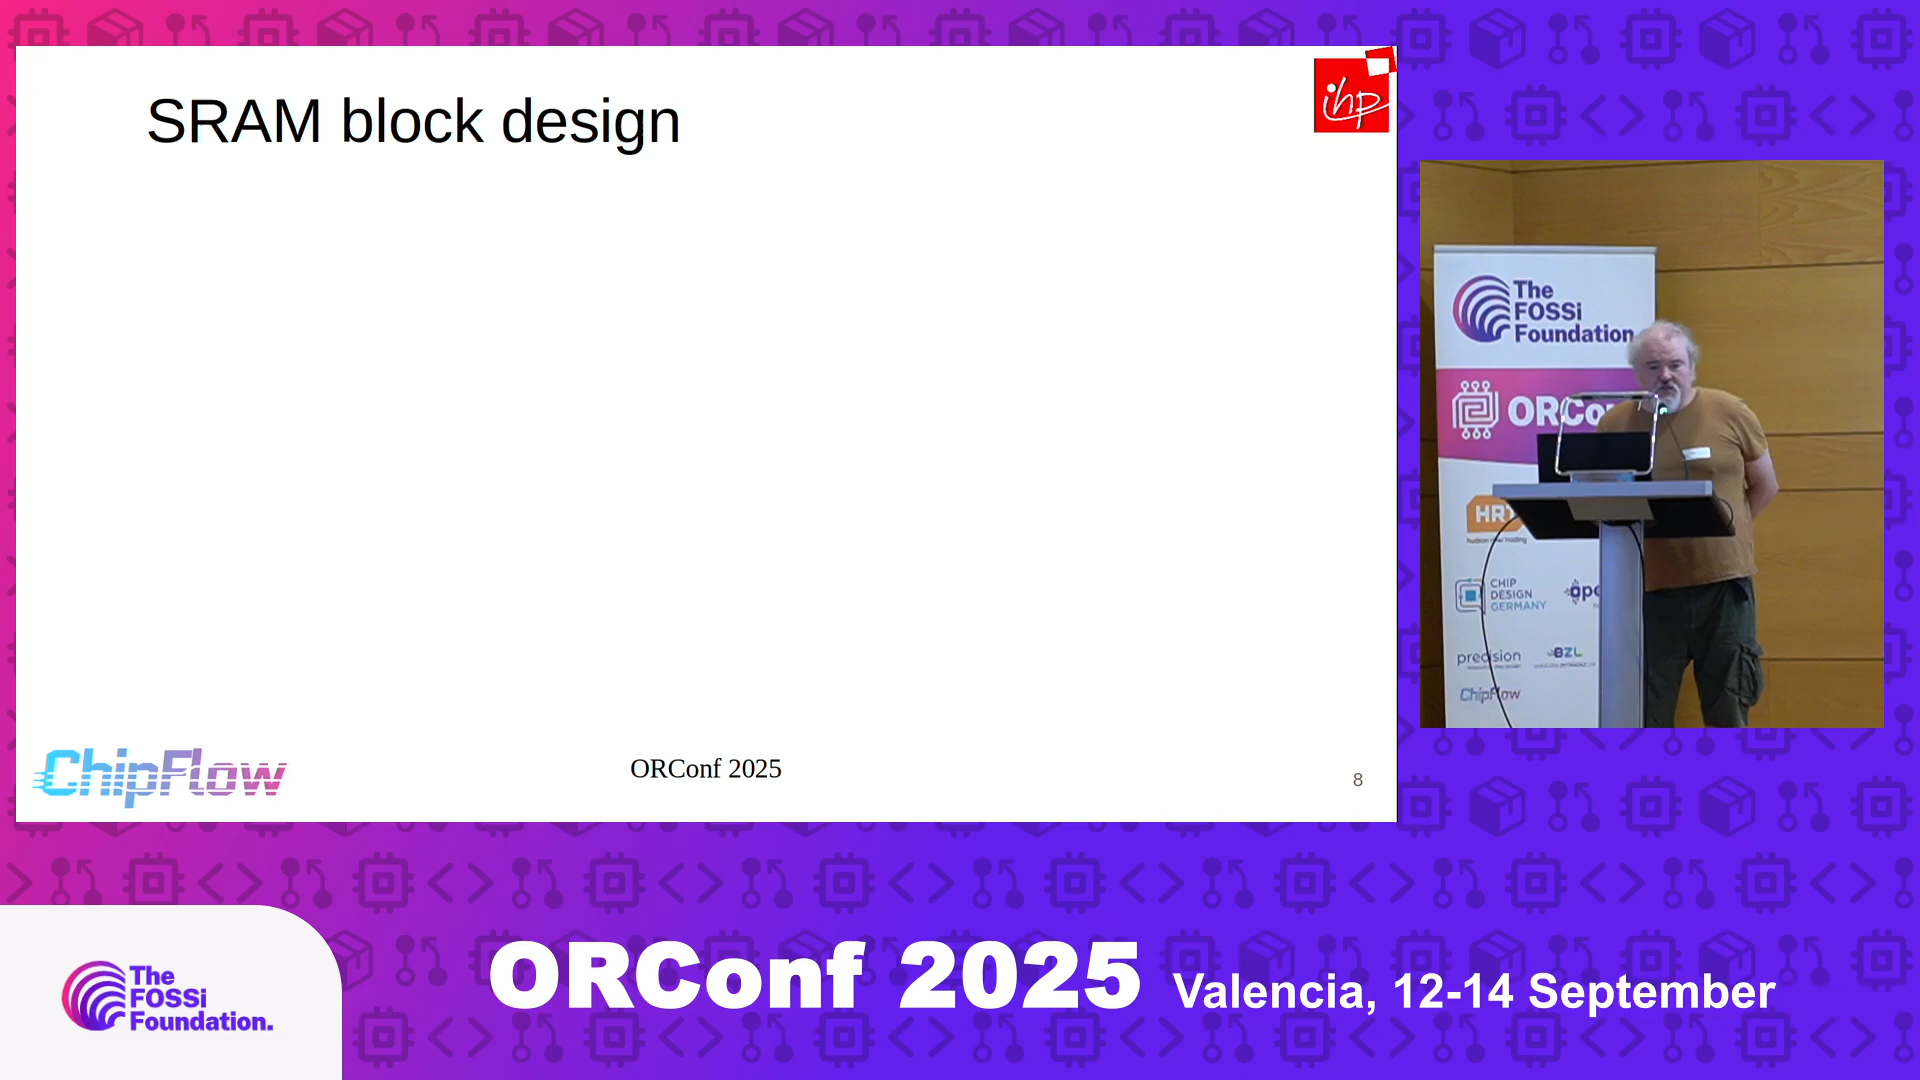 SRAM block design
ihp
ChipFlow
ORConf 2025
8
The
FOSSi
Foundation
HRT
CHIP
DESIGN
GERMANY
precision
BZL
ChipFlow
The
FOSSi
Foundation.
ORConf 2025 Valencia, 12-14 September